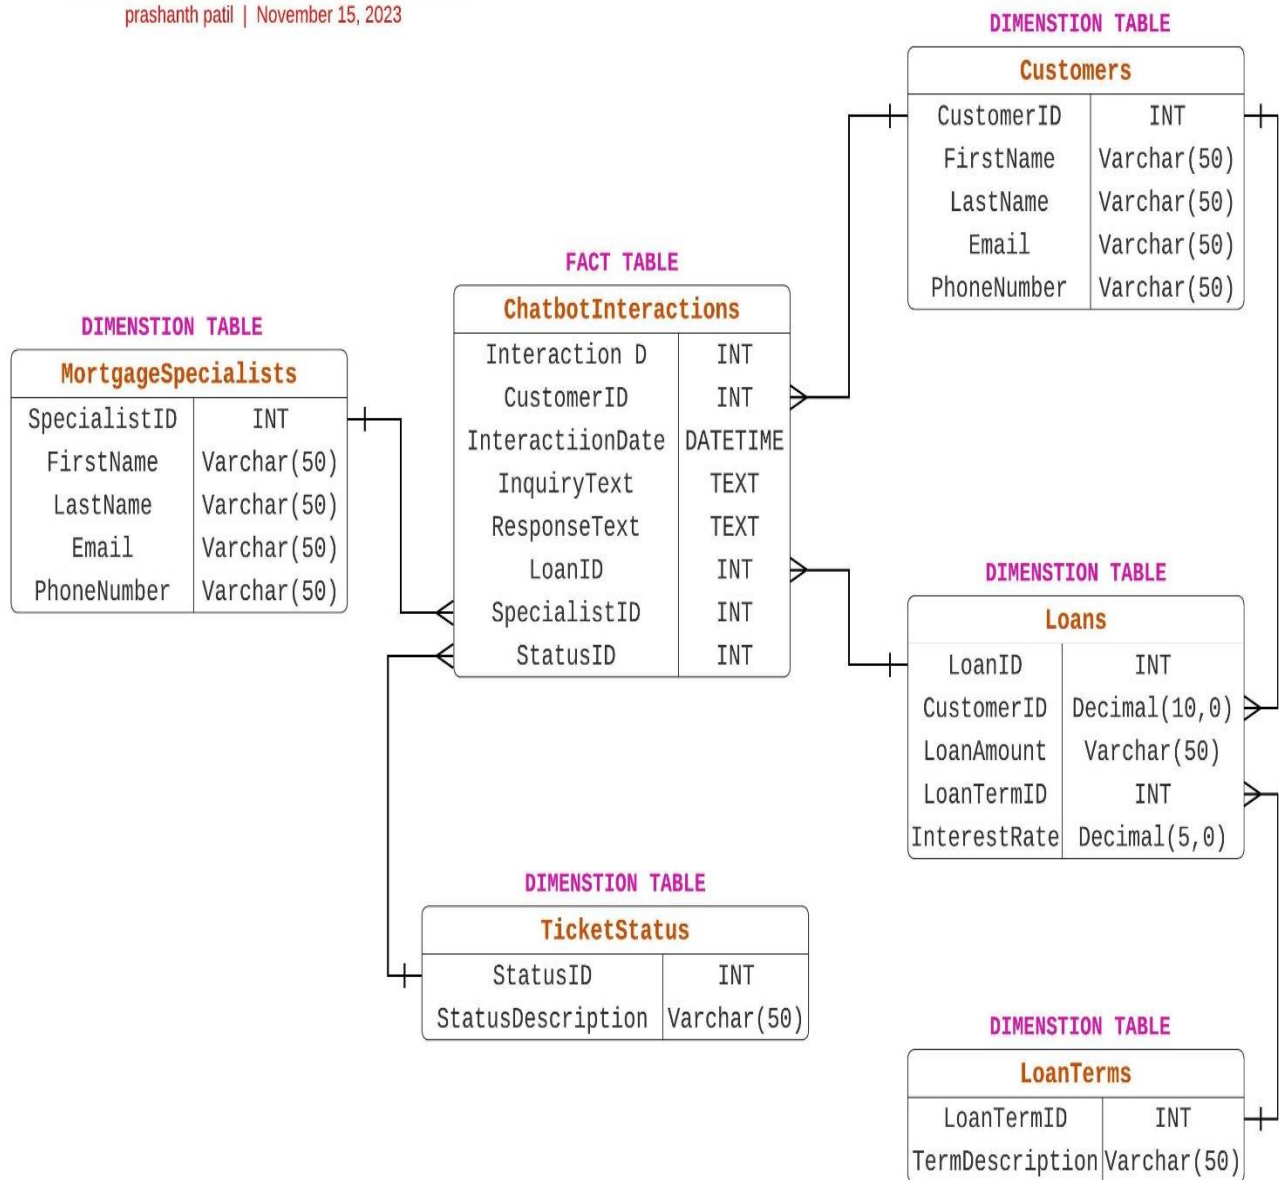 prashanth patil | November 15, 2023
DIMENSTION TABLE
Customers
CustomerID INT
FirstName Varchar(50)
LastName Varchar(50)
Email Varchar(50)
PhoneNumber Varchar(50)
FACT TABLE
ChatbotInteractions
Interaction D INT
CustomerID INT
InteractiionDate DATETIME
InquiryText TEXT
ResponseText TEXT
LoanID INT
SpecialistID INT
StatusID INT
DIMENSTION TABLE
MortgageSpecialists
SpecialistID INT
FirstName Varchar(50)
LastName Varchar(50)
Email Varchar(50)
PhoneNumber Varchar(50)
DIMENSTION TABLE
Loans
LoanID INT
CustomerID Decimal(10,0)
LoanAmount Varchar(50)
LoanTermID INT
InterestRate Decimal(5,0)
DIMENSTION TABLE
TicketStatus
StatusID INT
StatusDescription Varchar(50)
DIMENSTION TABLE
LoanTerms
LoanTermID INT
TermDescription Varchar(50)